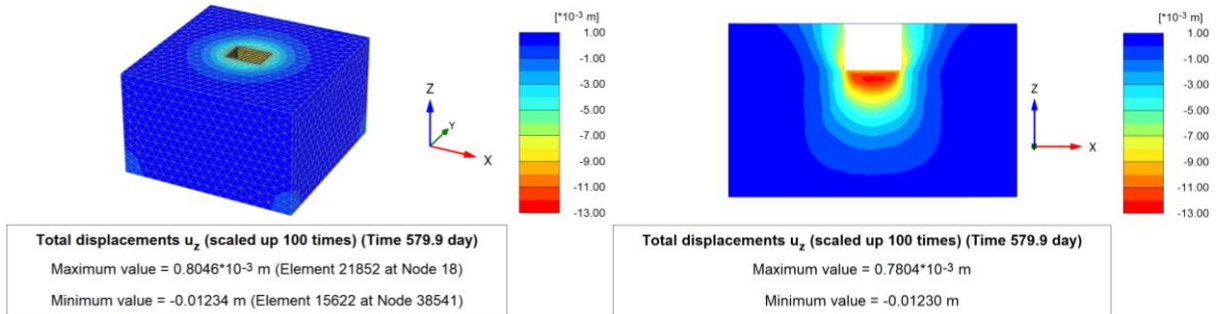 [*10⁻³ m]
1.00
-1.00
-3.00
-5.00
-7.00
-9.00
-11.00
-13.00
Z
Y
X
Total displacements u_z (scaled up 100 times) (Time 579.9 day)
Maximum value = 0.8046*10⁻³ m (Element 21852 at Node 18)
Minimum value = -0.01234 m (Element 15622 at Node 38541)
[*10⁻³ m]
1.00
-1.00
-3.00
-5.00
-7.00
-9.00
-11.00
-13.00
Z
X
Total displacements u_z (scaled up 100 times) (Time 579.9 day)
Maximum value = 0.7804*10⁻³ m
Minimum value = -0.01230 m